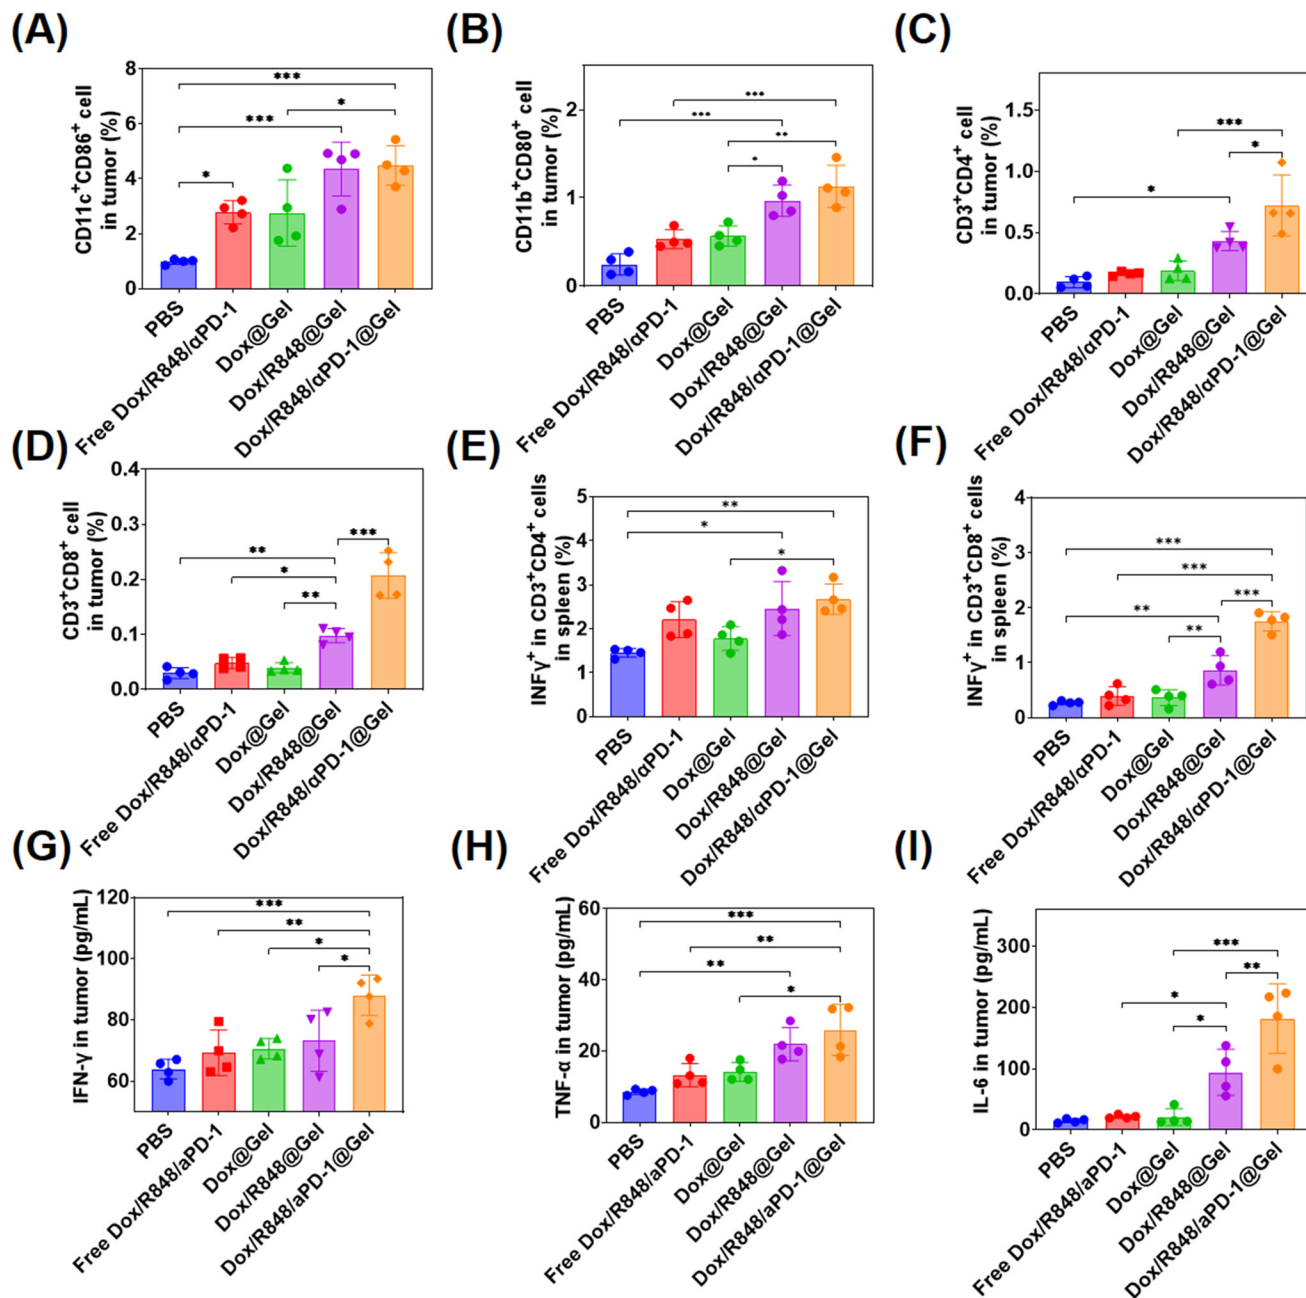 (A)
CD11c⁺CD86⁺ cell
in tumor (%)
8
6
4
2
0
***
*
***
*
PBS
Free Dox/R848/αPD-1
Dox@Gel
Dox/R848@Gel
Dox/R848/αPD-1@Gel
(B)
CD11b⁺CD80⁺ cell
in tumor (%)
2
1
0
***
***
**
*
PBS
Free Dox/R848/αPD-1
Dox@Gel
Dox/R848@Gel
Dox/R848/αPD-1@Gel
(C)
CD3⁺CD4⁺ cell
in tumor (%)
1.5
1.0
0.5
0.0
***
*
*
PBS
Free Dox/R848/αPD-1
Dox@Gel
Dox/R848@Gel
Dox/R848/αPD-1@Gel
(D)
CD3⁺CD8⁺ cell
in tumor (%)
0.4
0.3
0.2
0.1
0.0
***
**
*
**
PBS
Free Dox/R848/αPD-1
Dox@Gel
Dox/R848@Gel
Dox/R848/αPD-1@Gel
(E)
INFγ⁺ in CD3⁺CD4⁺ cells
in spleen (%)
5
4
3
2
1
0
**
*
*
PBS
Free Dox/R848/αPD-1
Dox@Gel
Dox/R848@Gel
Dox/R848/αPD-1@Gel
(F)
INFγ⁺ in CD3⁺CD8⁺ cells
in spleen (%)
4
3
2
1
0
***
***
***
**
**
PBS
Free Dox/R848/αPD-1
Dox@Gel
Dox/R848@Gel
Dox/R848/αPD-1@Gel
(G)
IFN-γ in tumor (pg/mL)
120
100
80
60
***
**
*
*
PBS
Free Dox/R848/aPD-1
Dox@Gel
Dox/R848@Gel
Dox/R848/aPD-1@Gel
(H)
TNF-α in tumor (pg/mL)
60
40
20
0
***
**
**
*
PBS
Free Dox/R848/aPD-1
Dox@Gel
Dox/R848@Gel
Dox/R848/aPD-1@Gel
(I)
IL-6 in tumor (pg/mL)
300
200
100
0
***
**
*
*
PBS
Free Dox/R848/aPD-1
Dox@Gel
Dox/R848@Gel
Dox/R848/aPD-1@Gel